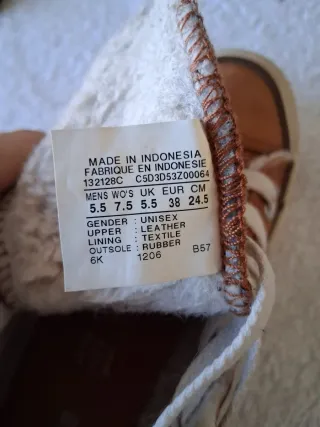 MADE IN INDONESIA
FABRIQUE EN INDONESIE
132128C C5D3D53Z00064
MENS WO'S UK EUR CM
5.5 7.5 5.5 38 24.5
GENDER : UNISEX
UPPER : LEATHER
LINING : TEXTILE
OUTSOLE : RUBBER
6K 1206 B57